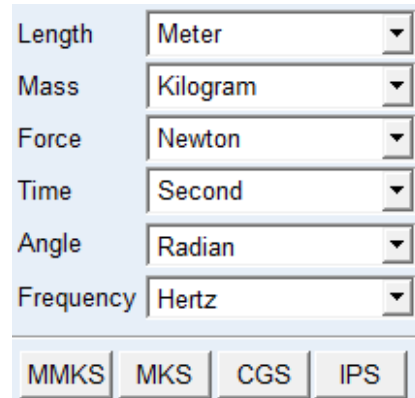 Length Meter
Mass Kilogram
Force Newton
Time Second
Angle Radian
Frequency Hertz
MMKS MKS CGS IPS